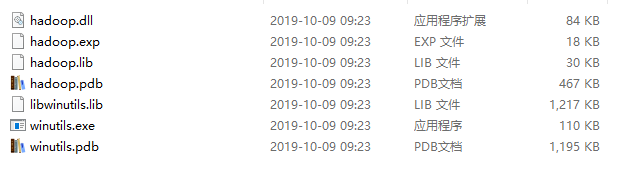 hadoop.dll 2019-10-09 09:23 应用程序扩展 84 KB
hadoop.exp 2019-10-09 09:23 EXP 文件 18 KB
hadoop.lib 2019-10-09 09:23 LIB 文件 30 KB
hadoop.pdb 2019-10-09 09:23 PDB文档 467 KB
libwinutils.lib 2019-10-09 09:23 LIB 文件 1,217 KB
winutils.exe 2019-10-09 09:23 应用程序 110 KB
winutils.pdb 2019-10-09 09:23 PDB文档 1,195 KB